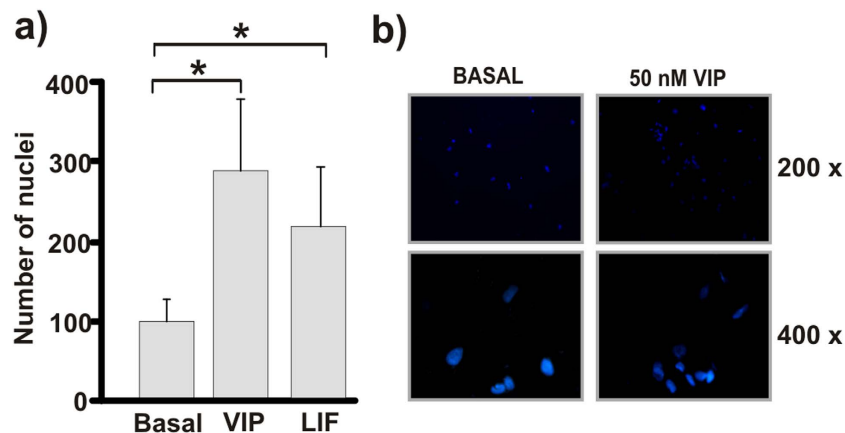 a)
*
*
400
300
200
100
0
Number of nuclei
Basal VIP LIF
b)
BASAL 50 nM VIP
200 x
400 x